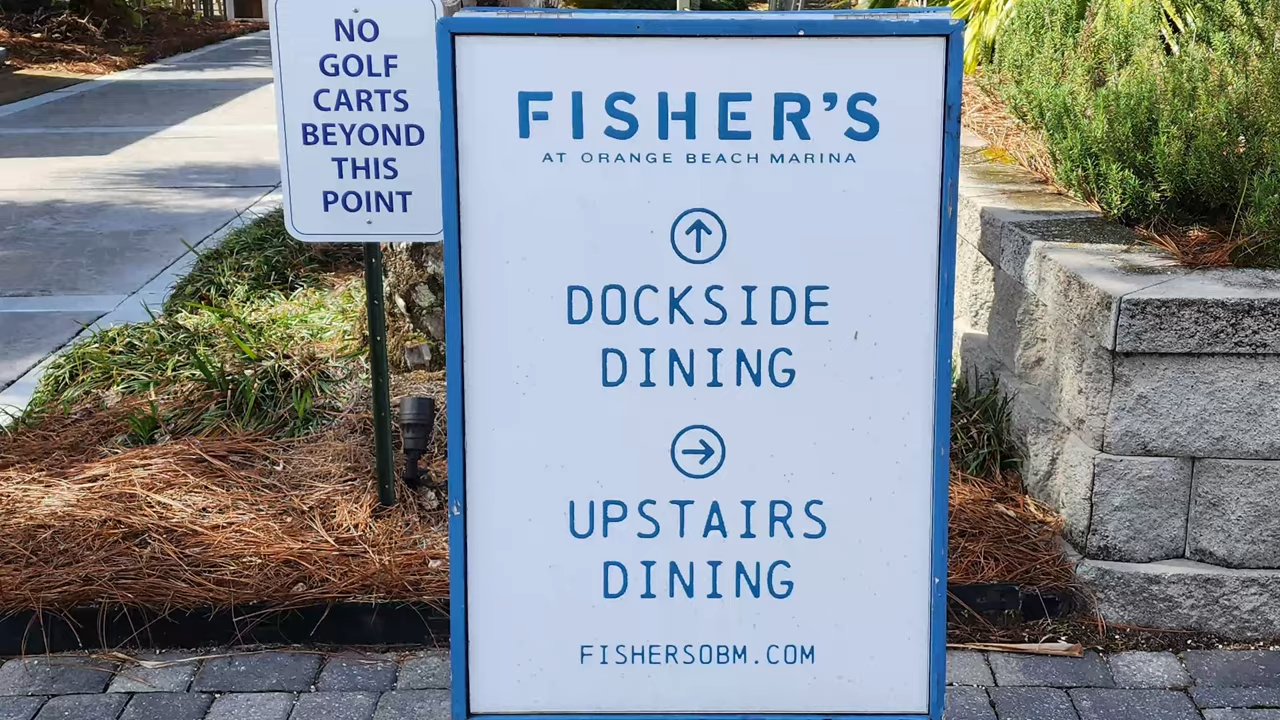 NO
GOLF
CARTS
BEYOND
THIS
POINT
FISHER'S
AT ORANGE BEACH MARINA
DOCKSIDE
DINING
UPSTAIRS
DINING
FISHERSOBM.COM